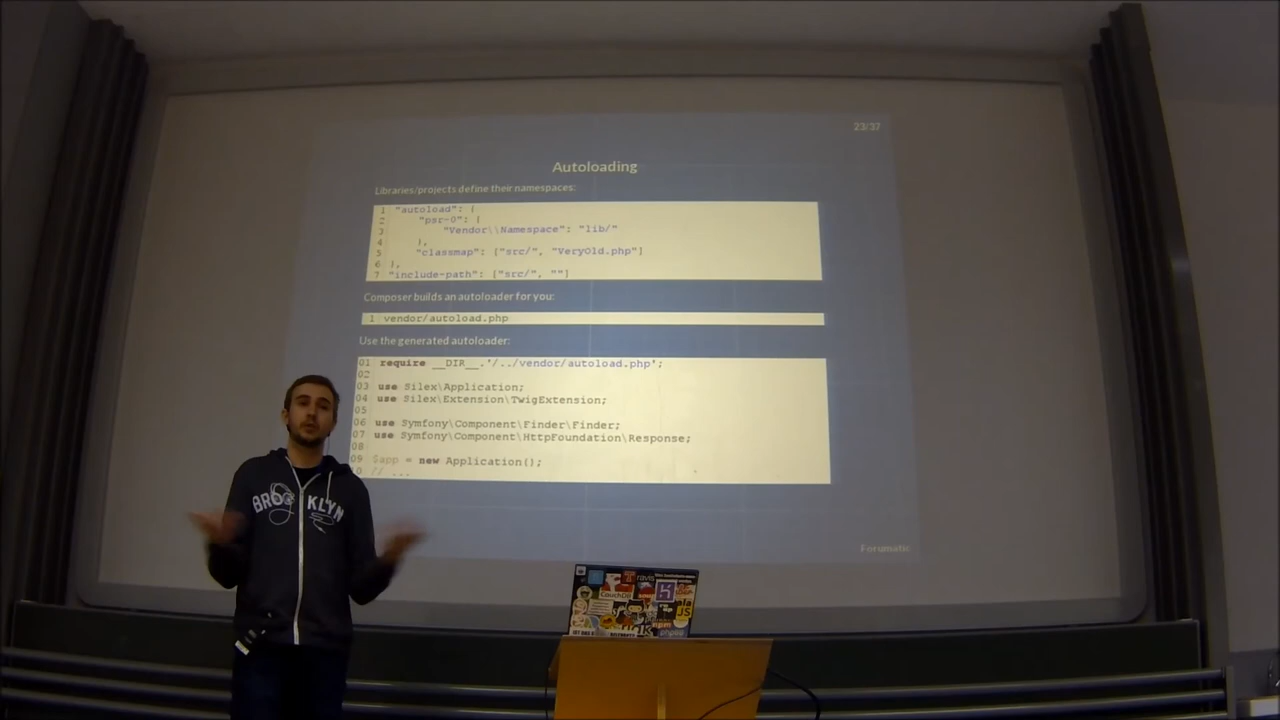 23/37
Autoloading
Libraries/projects define their namespaces:
1 "autoload": {
2 "psr-0": {
3 "Vendor\\Namespace": "lib/"
4 },
5 "classmap": ["src/", "VeryOld.php"]
6 },
7 "include-path": ["src/", ""]
Composer builds an autoloader for you:
1 vendor/autoload.php
Use the generated autoloader:
01 require __DIR__.'/../vendor/autoload.php';
02
03 use Silex\Application;
04 use Silex\Extension\TwigExtension;
05
06 use Symfony\Component\Finder\Finder;
07 use Symfony\Component\HttpFoundation\Response;
08
09 $app = new Application();
10 // ...
Forumatic
BROOKLYN
CouchDB
JS